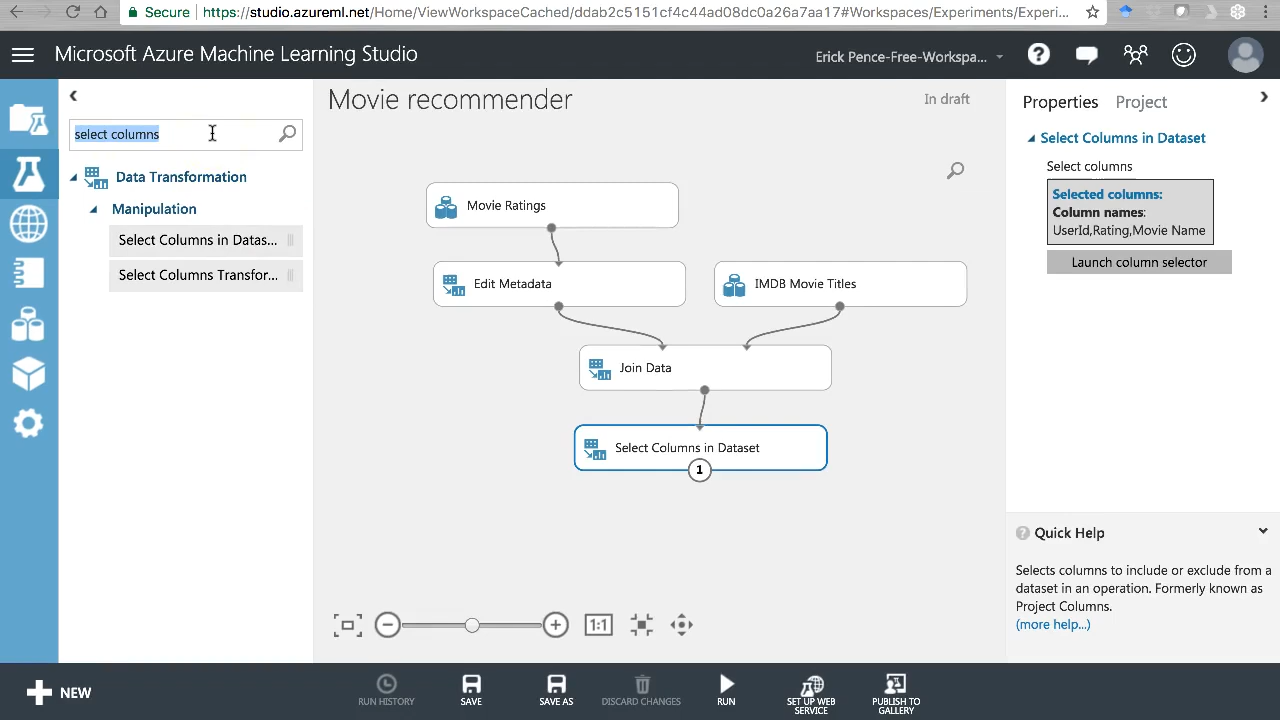 Secure
https://studio.azureml.net/Home/ViewWorkspaceCached/ddab2c5151cf4c44ad08dc0a26a7aa17#Workspaces/Experiments/Experi...
Microsoft Azure Machine Learning Studio
Erick Pence-Free-Workspa...
select columns
Data Transformation
Manipulation
Select Columns in Datas...
Select Columns Transfor...
Movie recommender
In draft
Movie Ratings
Edit Metadata
IMDB Movie Titles
Join Data
Select Columns in Dataset
1
1:1
Properties
Project
Select Columns in Dataset
Select columns
Selected columns:
Column names:
UserId,Rating,Movie Name
Launch column selector
Quick Help
Selects columns to include or exclude from a
dataset in an operation. Formerly known as
Project Columns.
(more help...)
NEW
RUN HISTORY
SAVE
SAVE AS
DISCARD CHANGES
RUN
SET UP WEB
SERVICE
PUBLISH TO
GALLERY